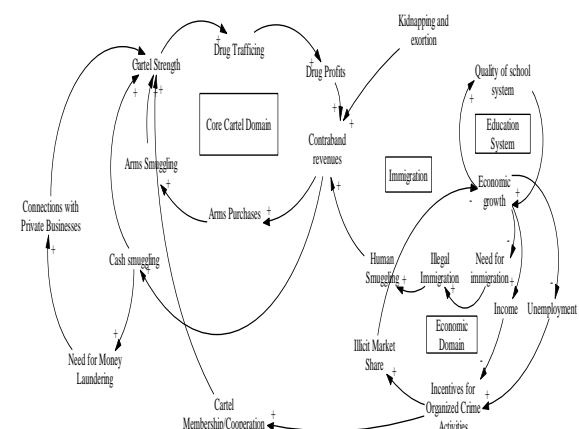 Kidnapping and
exortion
Drug Trafficing
Cartel Strength
Drug Profits
Quality of school
system
Core Cartel Domain
Education
System
Contraband
revenues
Arms Smuggling
Immigration
Economic
growth
Connections with
Private Businesses
Arms Purchases
Cash smuggling
Human
Smuggling
Illegal
Immigration
Need for
immigration
Income
Unemployment
Economic
Domain
Illicit Market
Share
Need for Money
Laundering
Incentives for
Organized Crime
Activities
Cartel
Membership/Cooperation